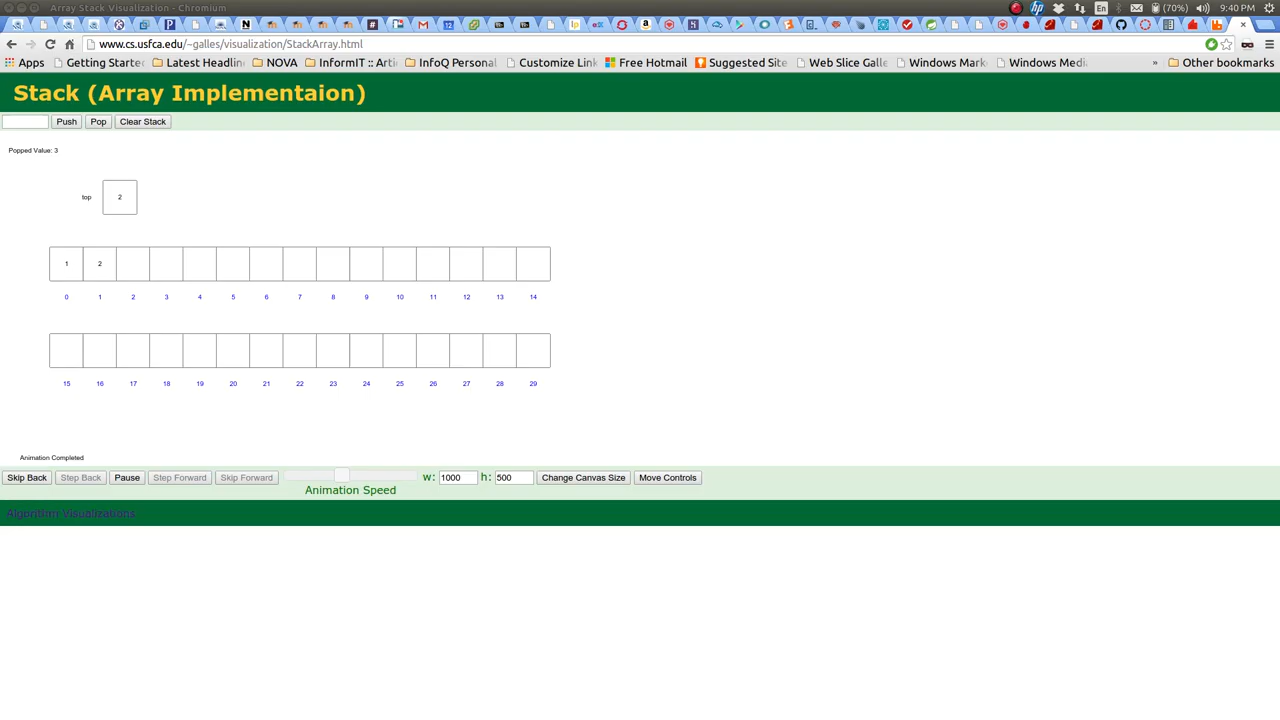 Array Stack Visualization - Chromium
En (70%) 9:40 PM
www.cs.usfca.edu/~galles/visualization/StackArray.html
Apps Getting Starte Latest Headlin NOVA InformIT :: Arti InfoQ Personal Customize Link Free Hotmail Suggested Site Web Slice Galle Windows Mark Windows Medi » Other bookmarks
Stack (Array Implementaion)
Push Pop Clear Stack
Popped Value: 3
top 2
1 2
0 1 2 3 4 5 6 7 8 9 10 11 12 13 14
15 16 17 18 19 20 21 22 23 24 25 26 27 28 29
Animation Completed
Skip Back Step Back Pause Step Forward Skip Forward w: 1000 h: 500 Change Canvas Size Move Controls
Animation Speed
Algorithm Visualizations